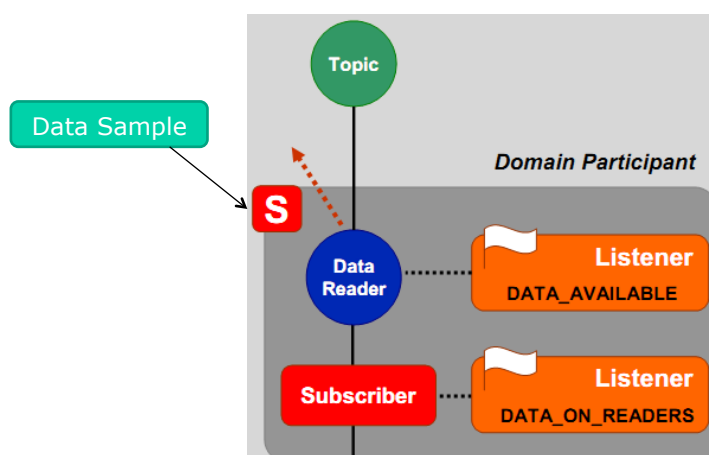 Topic
Data Sample
Domain Participant
S
Data
Reader
Listener
DATA_AVAILABLE
Subscriber
Listener
DATA_ON_READERS